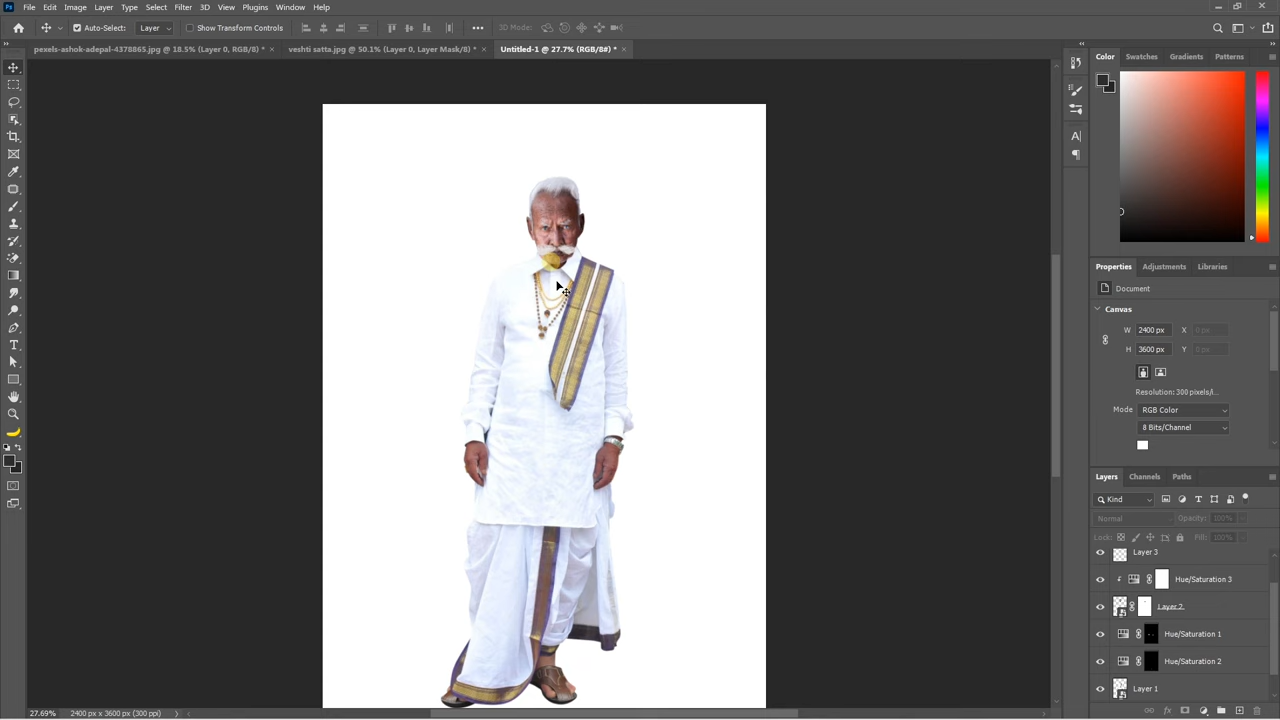 Ps File Edit Image Layer Type Select Filter 3D View Plugins Window Help
Auto-Select: Layer Show Transform Controls 3D Mode:
pexels-ashok-adepal-4378865.jpg @ 18.5% (Layer 0, RGB/8) * × veshti satta.jpg @ 50.1% (Layer 0, Layer Mask/8) * × Untitled-1 @ 27.7% (RGB/8#) * ×
Color Swatches Gradients Patterns
Properties Adjustments Libraries
Document
Canvas
W 2400 px X 0 px
H 3600 px Y 0 px
Resolution: 300 pixels/i...
Mode RGB Color
8 Bits/Channel
Layers Channels Paths
Kind
Normal Opacity: 100%
Lock: Fill: 100%
Layer 3
Hue/Saturation 3
Layer 2
Hue/Saturation 1
Hue/Saturation 2
Layer 1
27.69% 2400 px x 3600 px (300 ppi)